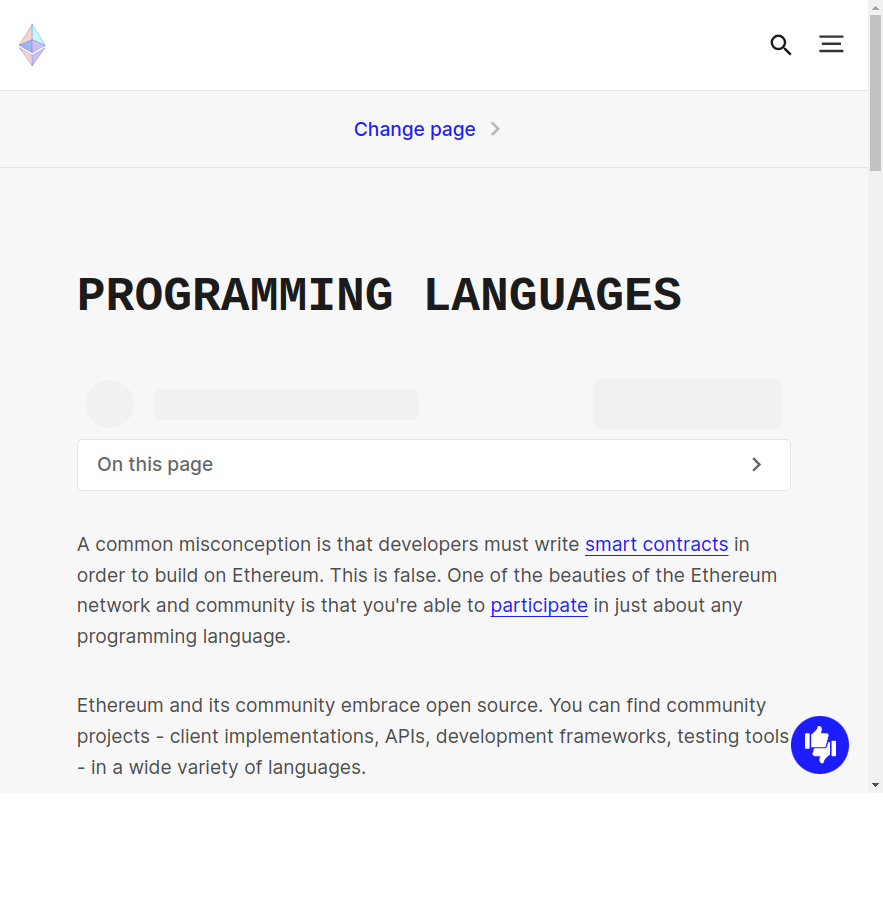 Change page
PROGRAMMING LANGUAGES
On this page
A common misconception is that developers must write smart contracts in
order to build on Ethereum. This is false. One of the beauties of the Ethereum
network and community is that you're able to participate in just about any
programming language.
Ethereum and its community embrace open source. You can find community
projects - client implementations, APIs, development frameworks, testing tools
- in a wide variety of languages.